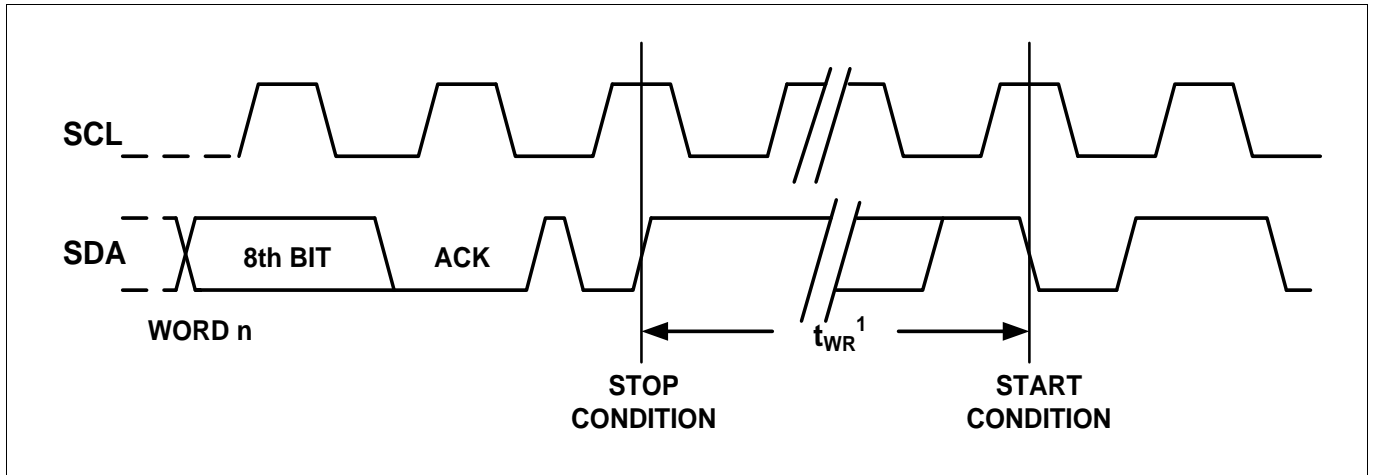 SCL
SDA
8th BIT
ACK
WORD n
tWR1
STOP
CONDITION
START
CONDITION